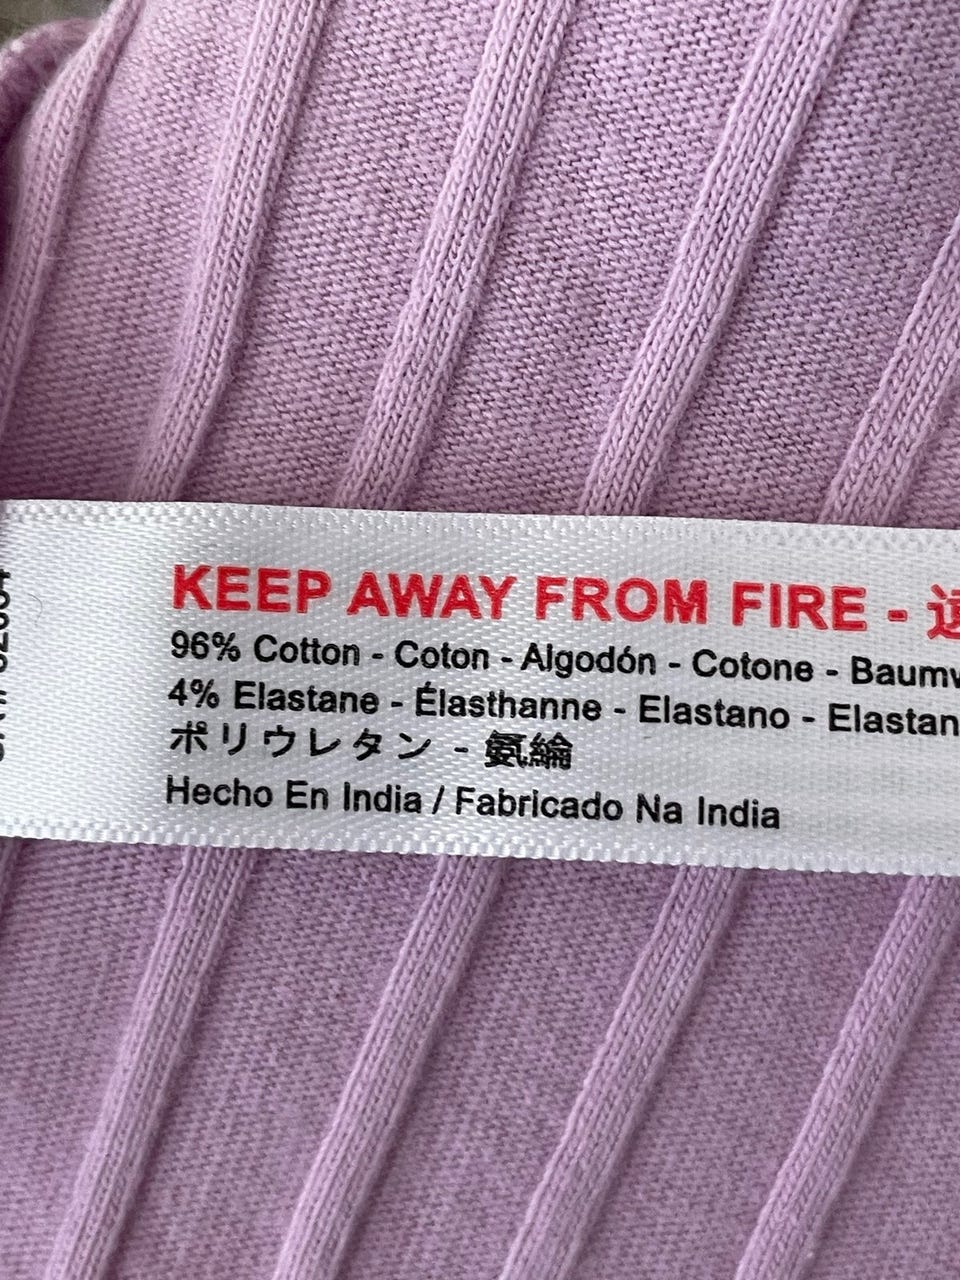 KEEP AWAY FROM FIRE -
96% Cotton - Coton - Algodón - Cotone -
4% Elastane - Élasthanne - Elastano - Elastan
ポリウレタン - 氨綸
Hecho En India / Fabricado Na India